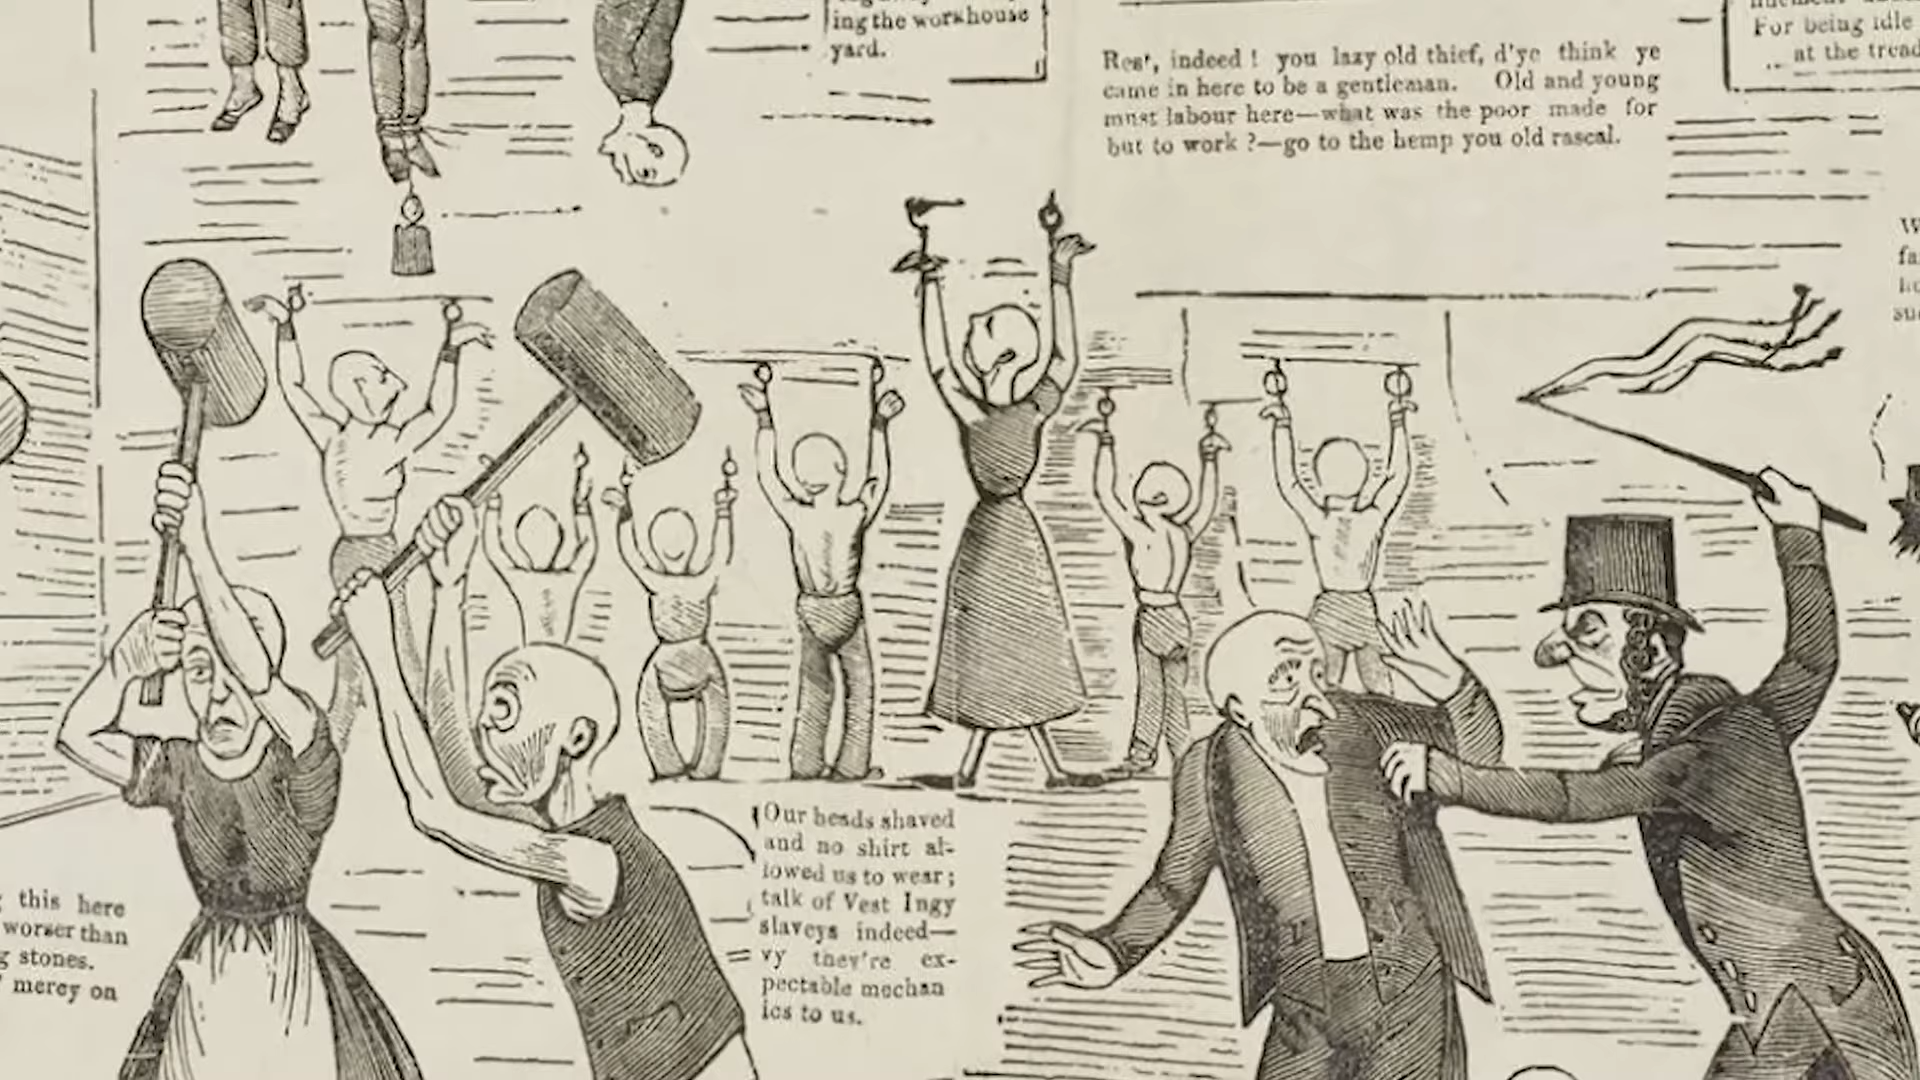 ing the workhouse
yard.
Rest, indeed! you lazy old thief, d'ye think ye
came in here to be a gentleman. Old and young
must labour here—what was the poor made for
but to work ?—go to the hemp you old rascal.
For being idle
at the tread
Our heads shaved
and no shirt al-
lowed us to wear;
talk of Vest Ingy
slaveys indeed—
vy they're ex-
pectable mechan
ics to us.
this here
worser than
stones.
mercy on